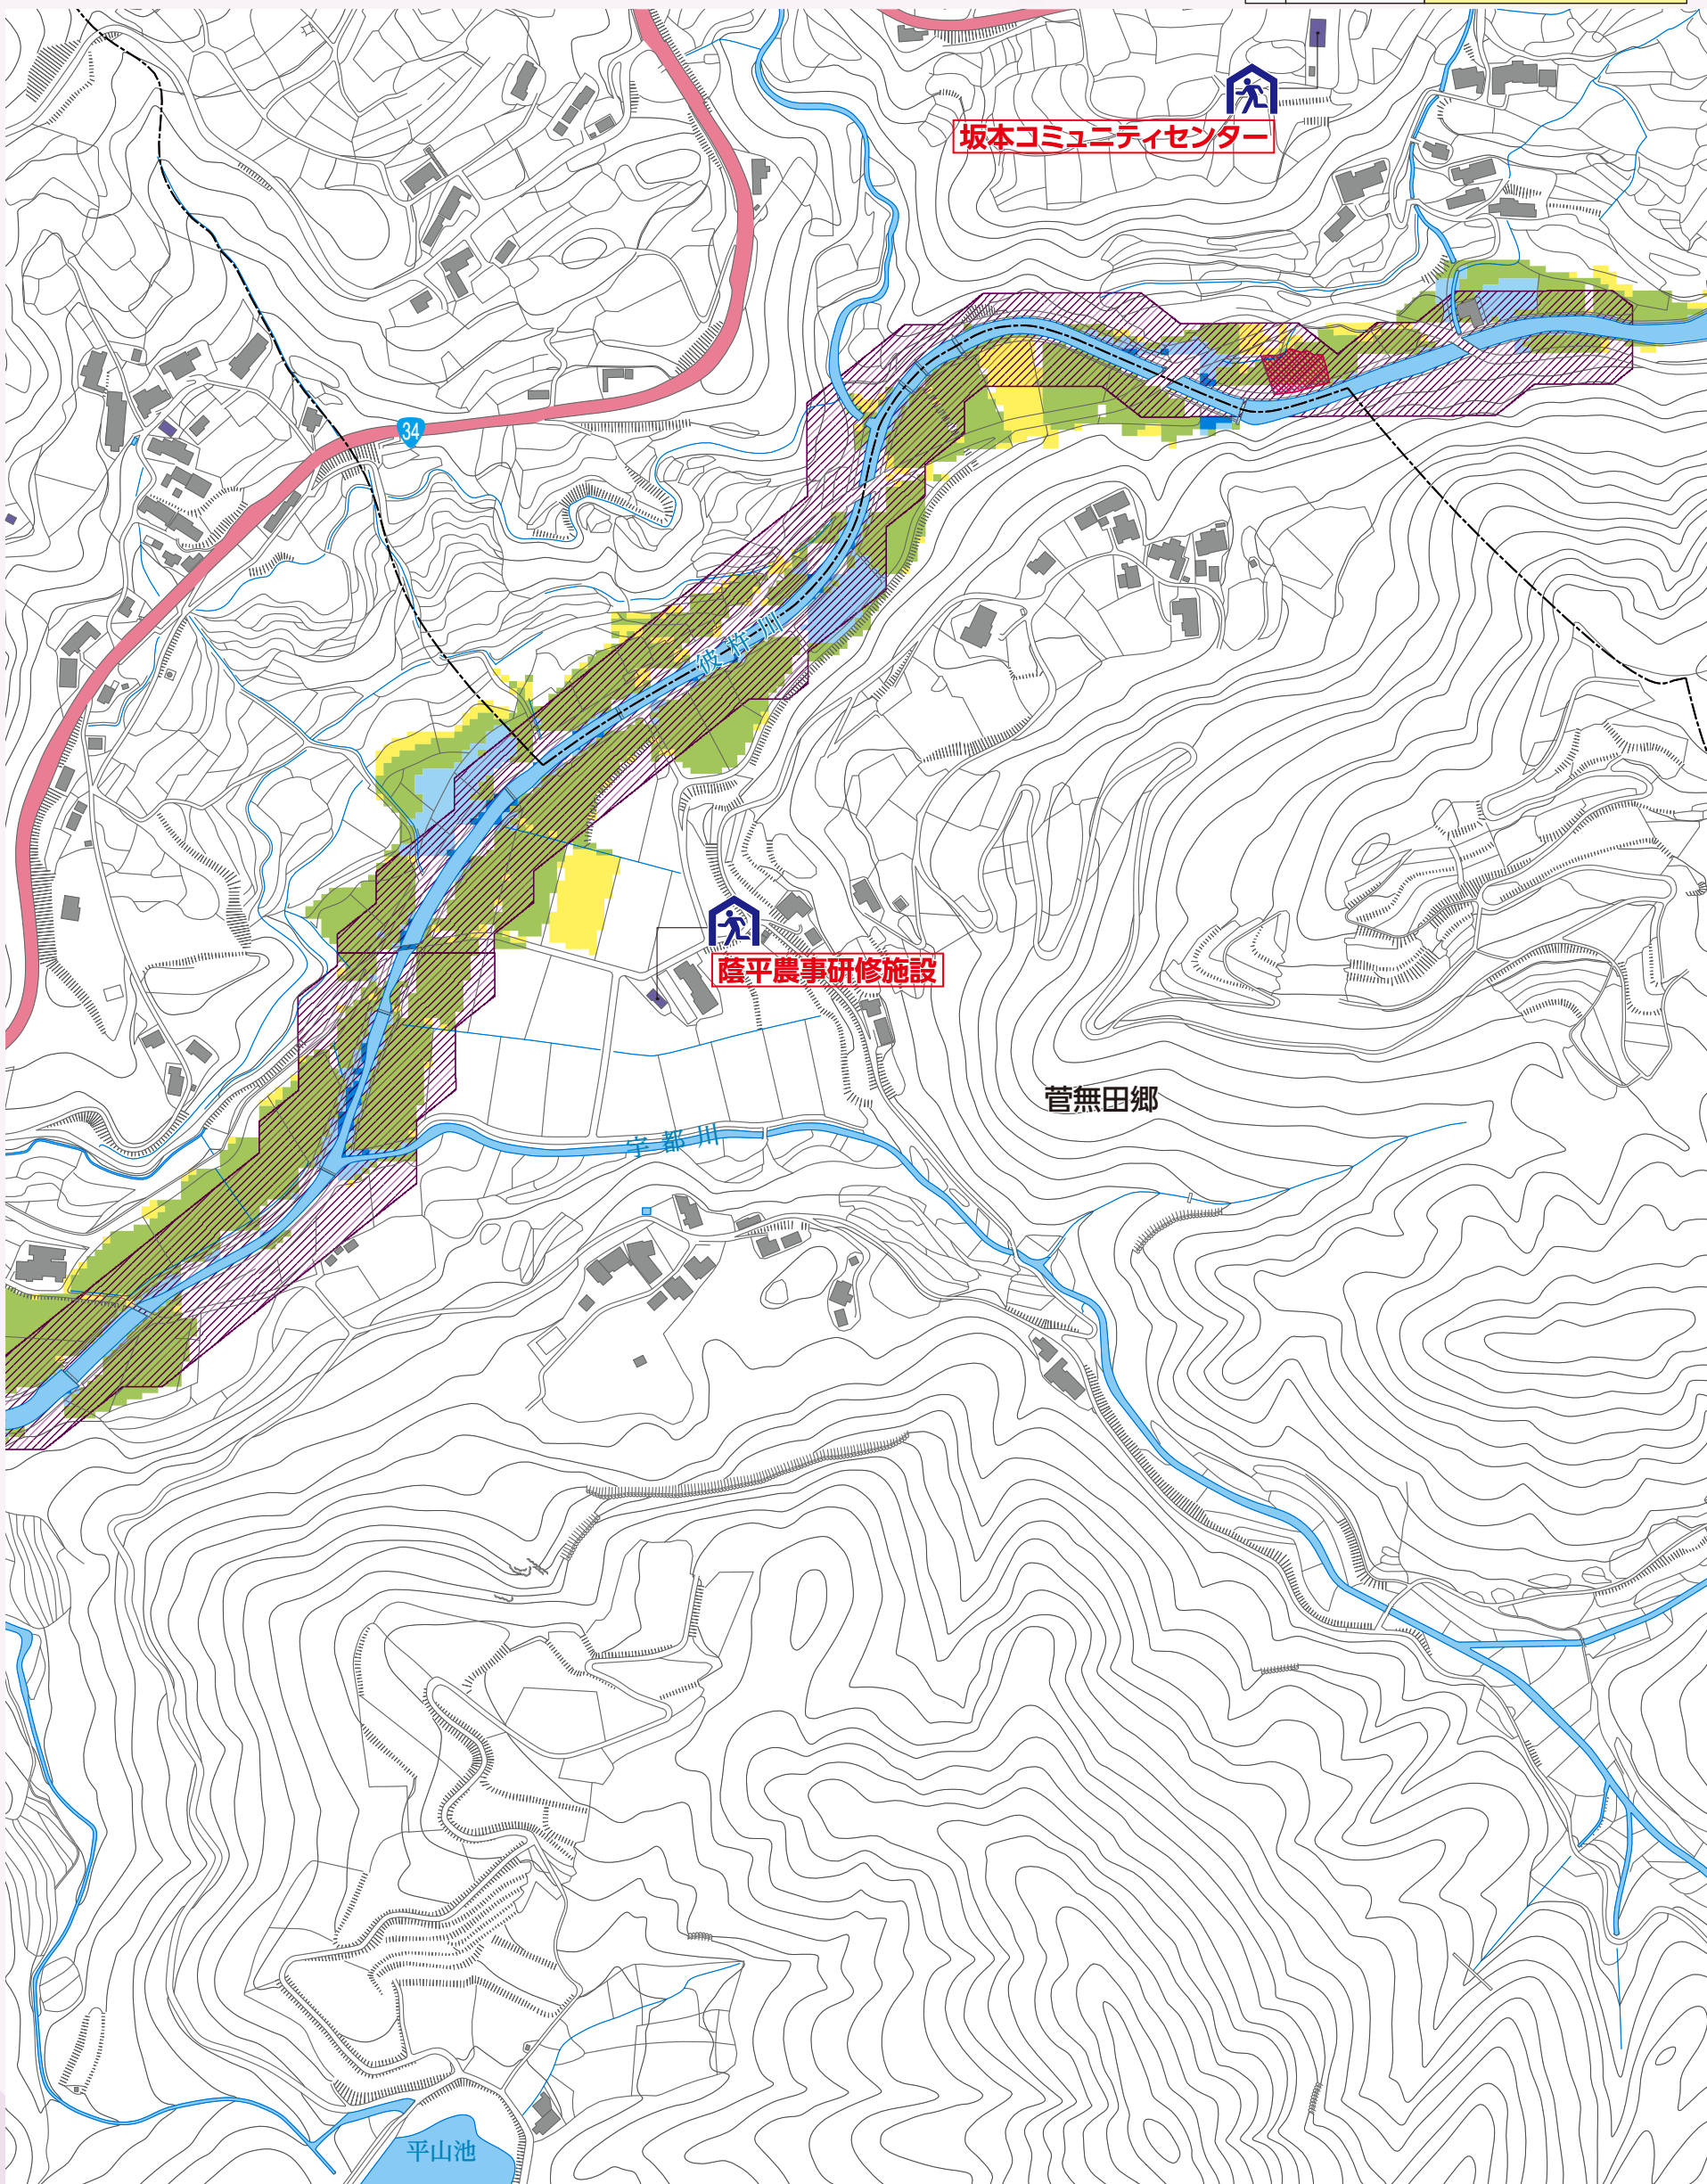 坂本コミュニティセンター
34
彼杵川
蔭平農事研修施設
菅無田郷
宇都川
平山池